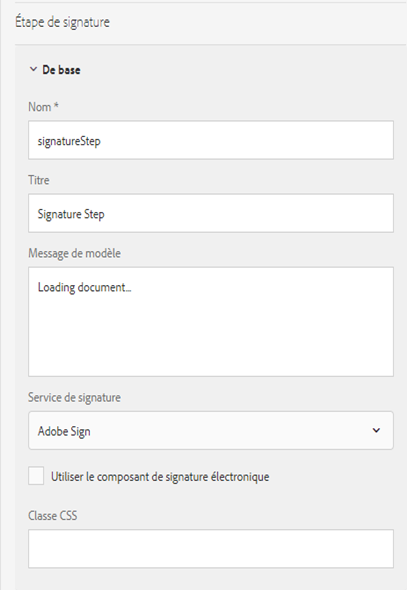 Étape de signature
De base
Nom *
signatureStep
Titre
Signature Step
Message de modèle
Loading document...
Service de signature
Adobe Sign
Utiliser le composant de signature électronique
Classe CSS